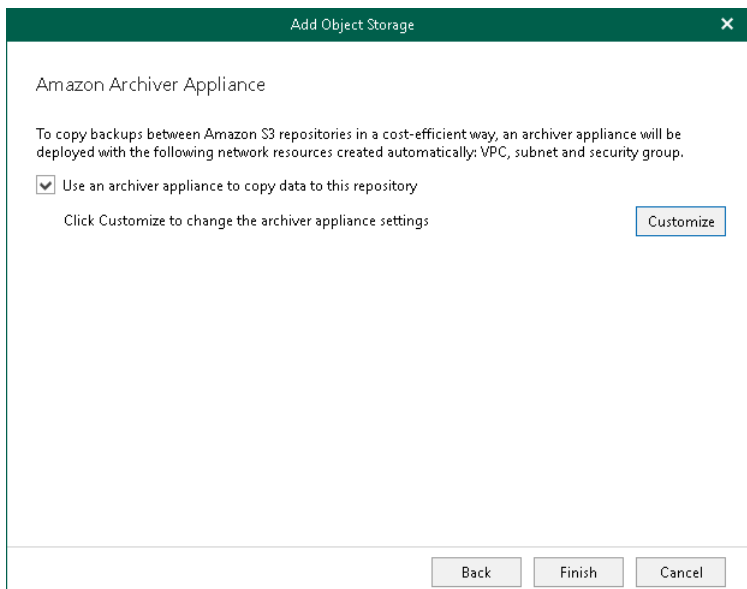 Add Object Storage
Amazon Archiver Appliance
To copy backups between Amazon S3 repositories in a cost-efficient way, an archiver appliance will be
deployed with the following network resources created automatically: VPC, subnet and security group.
Use an archiver appliance to copy data to this repository
Click Customize to change the archiver appliance settings
Customize
Back
Finish
Cancel